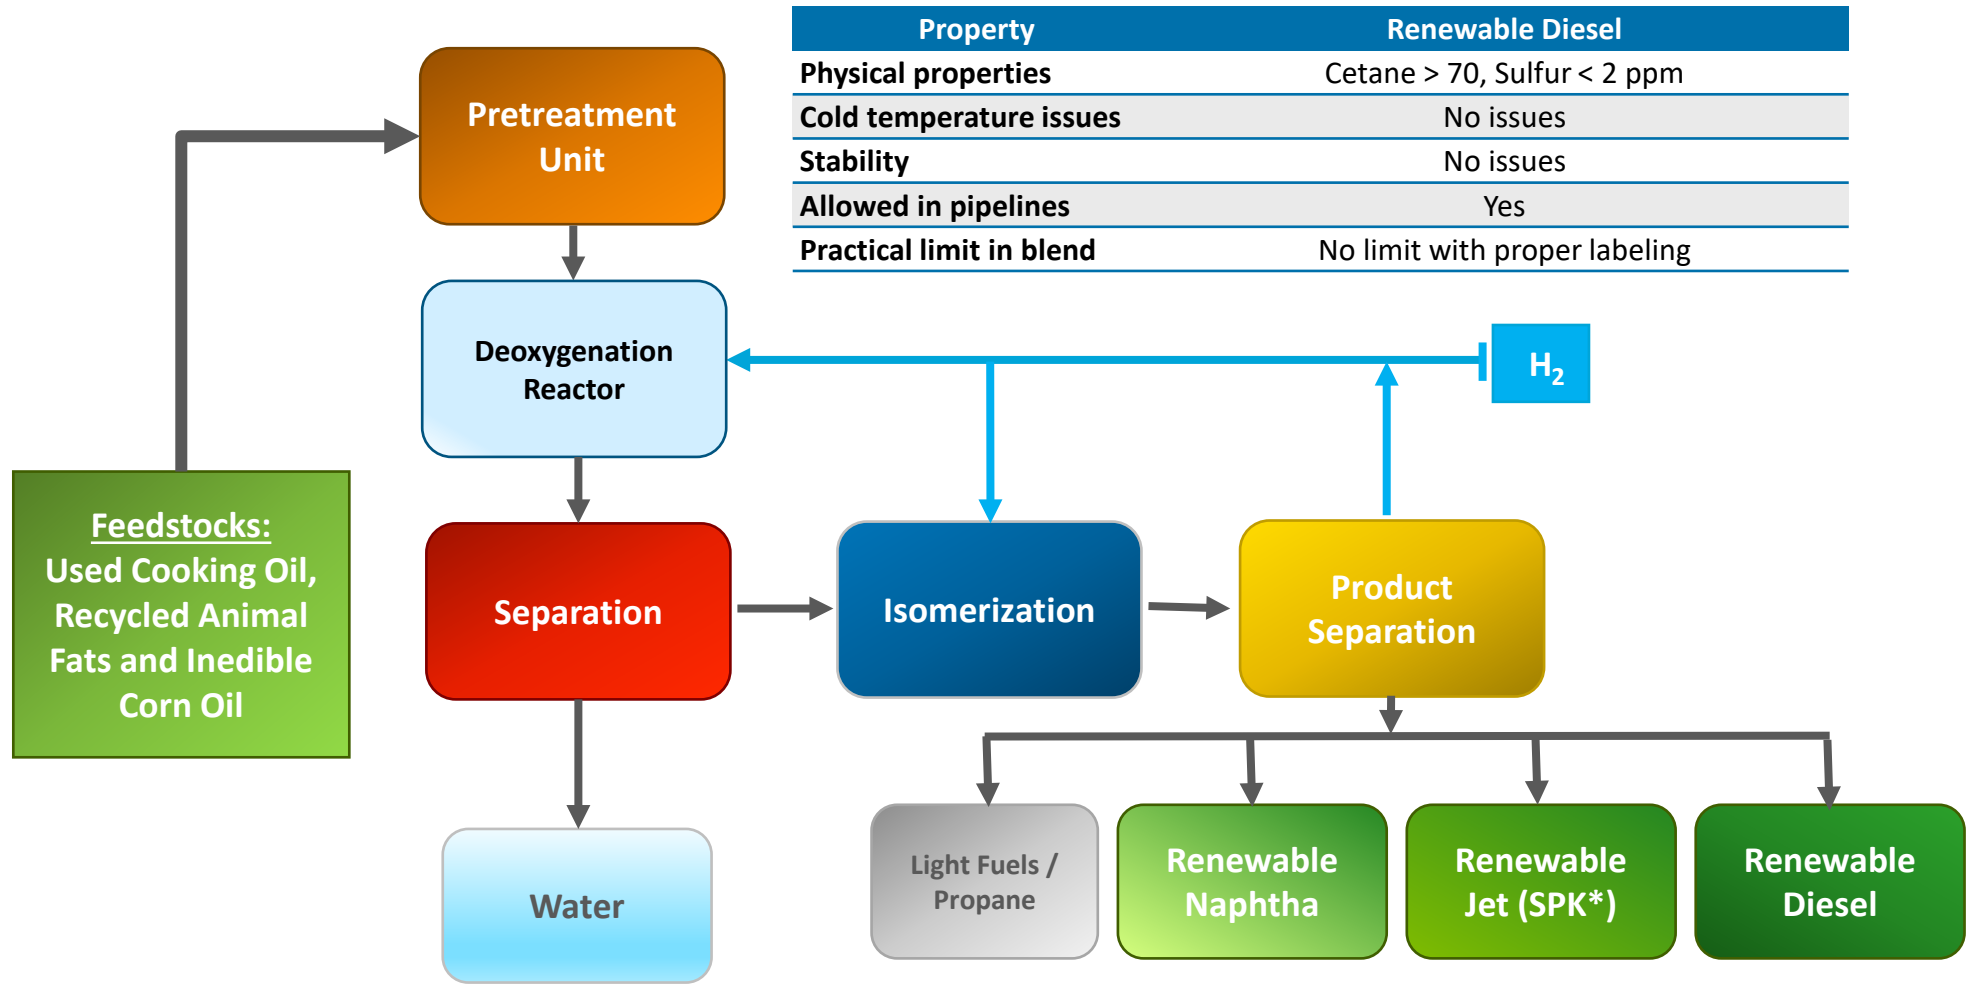 Property Renewable Diesel
Physical properties Cetane > 70, Sulfur < 2 ppm
Cold temperature issues No issues
Stability No issues
Allowed in pipelines Yes
Practical limit in blend No limit with proper labeling
Pretreatment
Unit
Deoxygenation
Reactor
H₂
Feedstocks:
Used Cooking Oil,
Recycled Animal
Fats and Inedible
Corn Oil
Separation
Isomerization
Product
Separation
Water
Light Fuels /
Propane
Renewable
Naphtha
Renewable
Jet (SPK*)
Renewable
Diesel